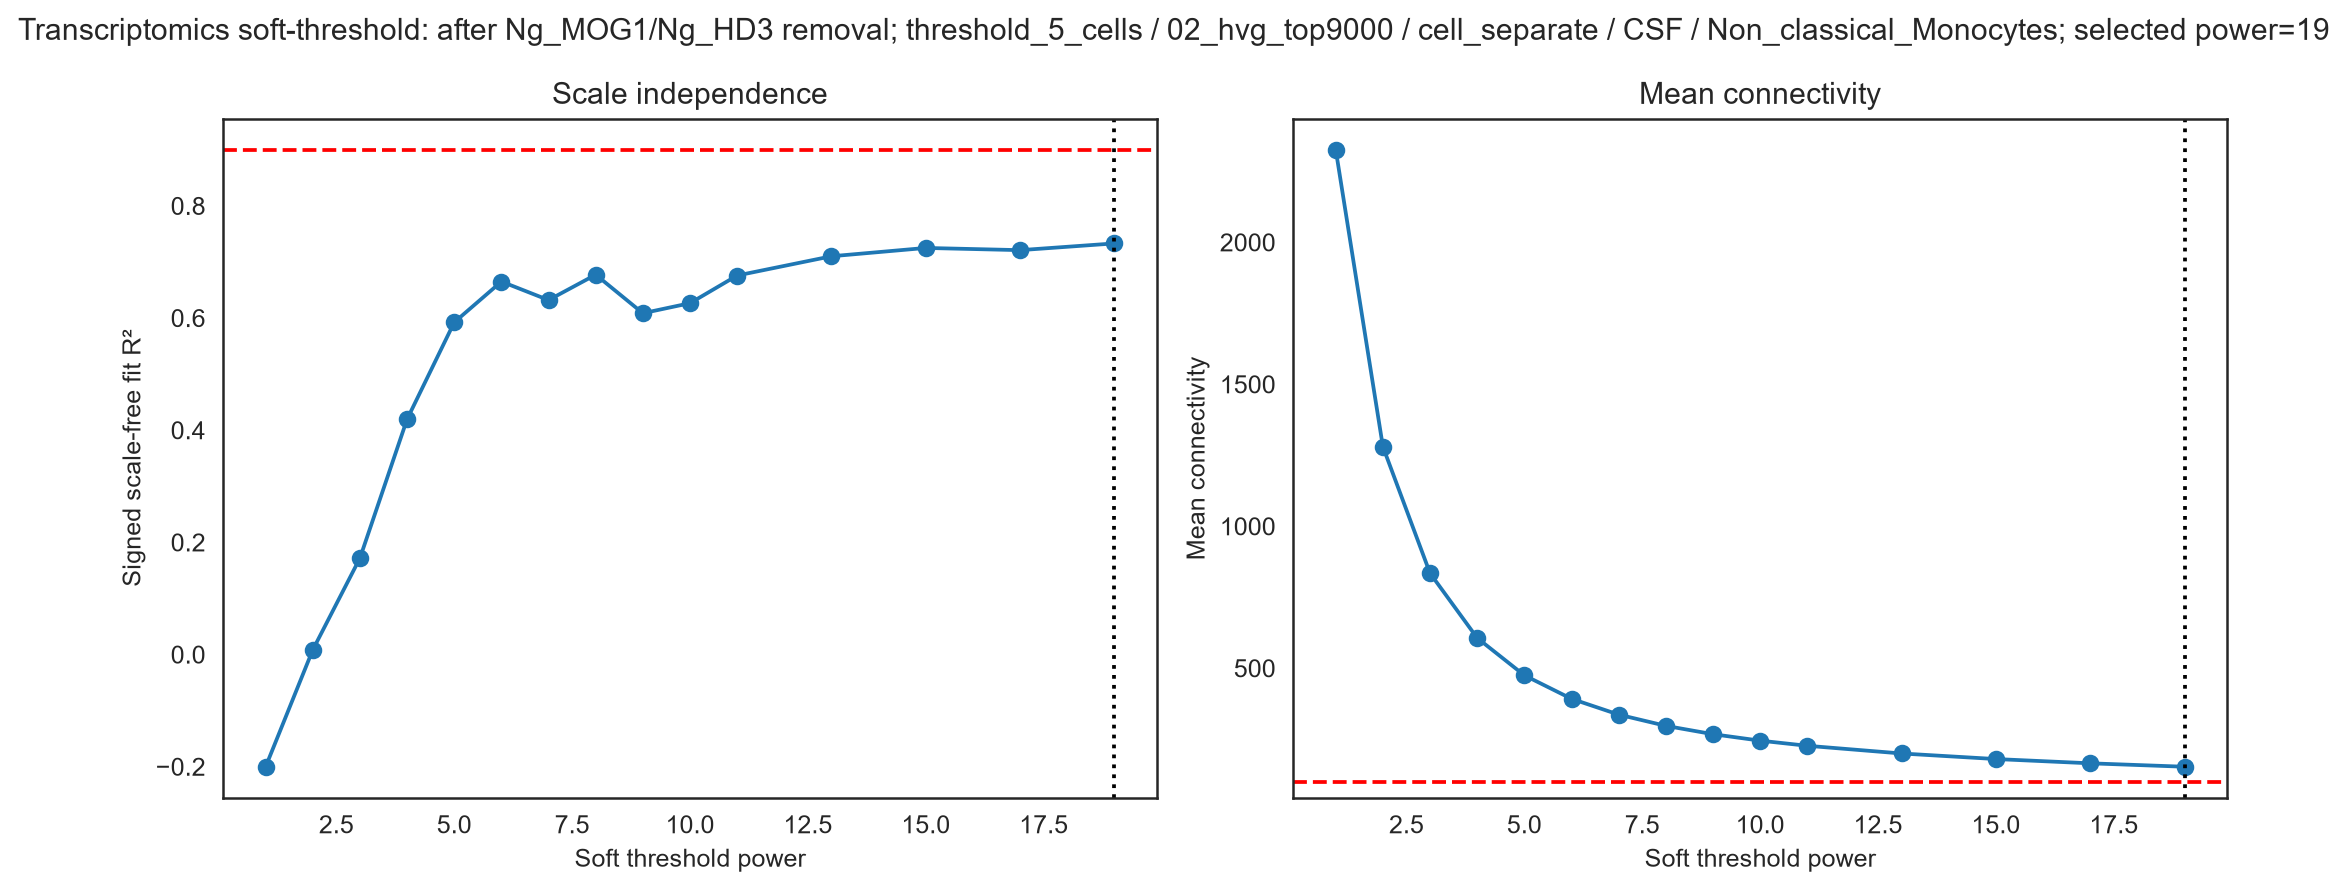 Transcriptomics soft-threshold: after Ng_MOG1/Ng_HD3 removal; threshold_5_cells / 02_hvg_top9000 / cell_separate / CSF / Non_classical_Monocytes; selected power=19
Scale independence
Signed scale-free fit R²
0.8
0.6
0.4
0.2
0.0
−0.2
2.5 5.0 7.5 10.0 12.5 15.0 17.5
Soft threshold power
Mean connectivity
Mean connectivity
2000
1500
1000
500
2.5 5.0 7.5 10.0 12.5 15.0 17.5
Soft threshold power